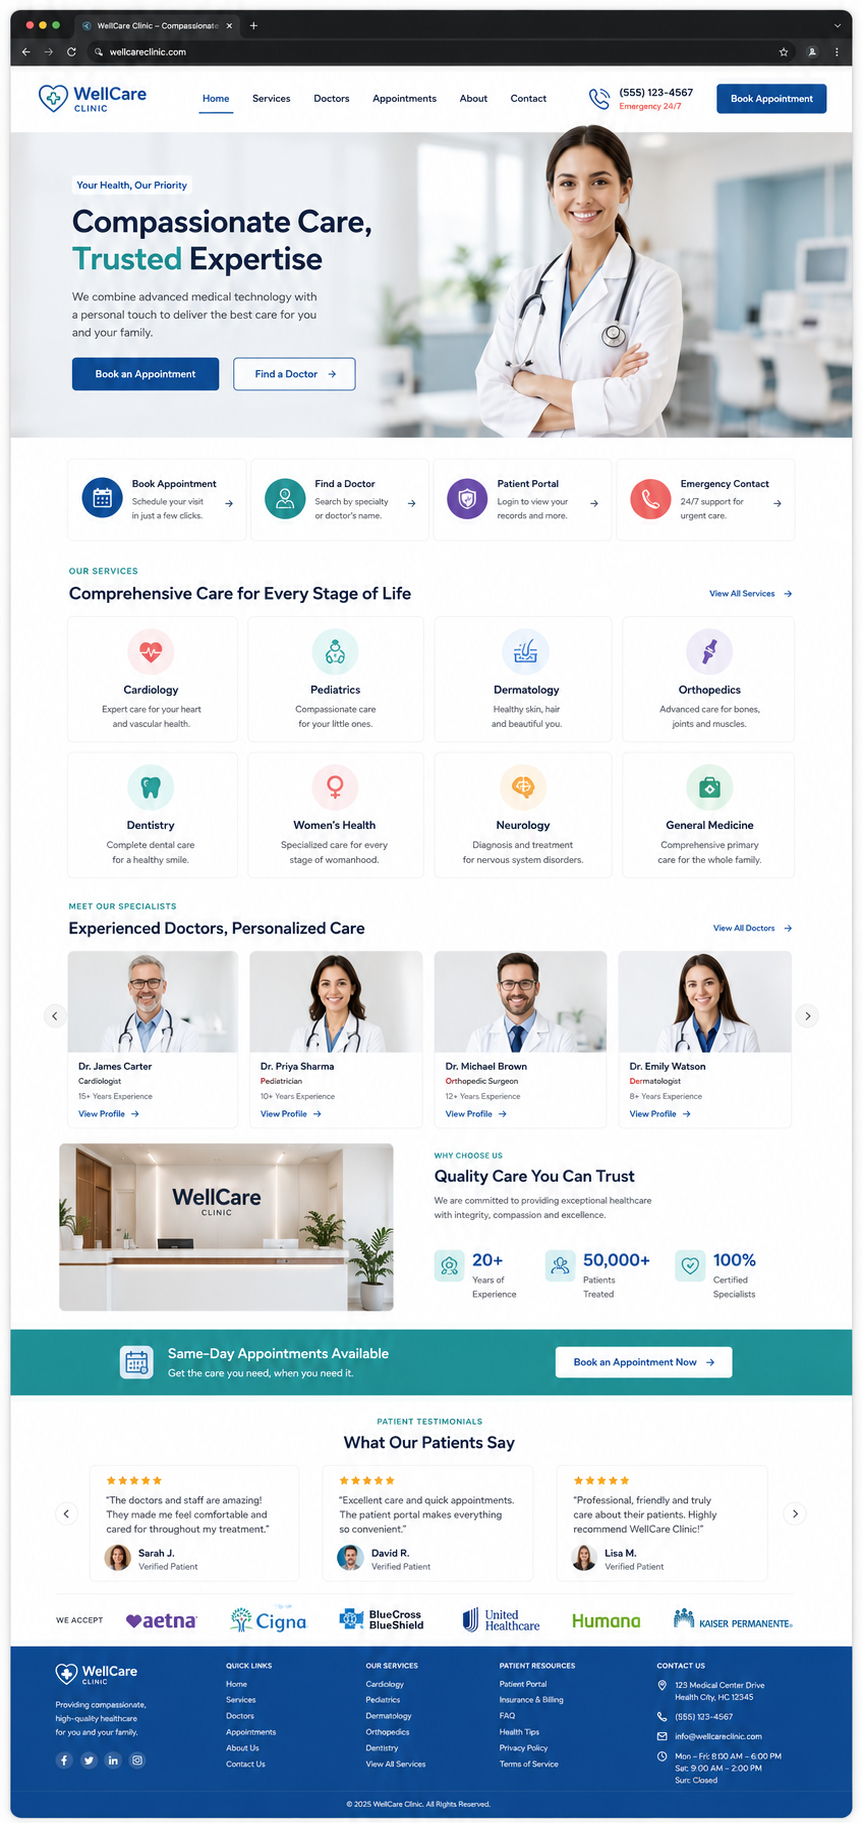 WellCare Clinic – Compassionate
wellcareclinic.com
WellCare
CLINIC
Home
Services
Doctors
Appointments
About
Contact
(555) 123-4567
Emergency 24/7
Book Appointment
Your Health, Our Priority
Compassionate Care,
Trusted Expertise
We combine advanced medical technology with
a personal touch to deliver the best care for you
and your family.
Book an Appointment
Find a Doctor
Book Appointment
Schedule your visit
in just a few clicks.
Find a Doctor
Search by specialty
or doctor's name.
Patient Portal
Login to view your
records and more.
Emergency Contact
24/7 support for
urgent care.
OUR SERVICES
Comprehensive Care for Every Stage of Life
View All Services
Cardiology
Expert care for your heart
and vascular health.
Pediatrics
Compassionate care
for your little ones.
Dermatology
Healthy skin, hair
and beautiful you.
Orthopedics
Advanced care for bones,
joints and muscles.
Dentistry
Complete dental care
for a healthy smile.
Women's Health
Specialized care for every
stage of womanhood.
Neurology
Diagnosis and treatment
for nervous system disorders.
General Medicine
Comprehensive primary
care for the whole family.
MEET OUR SPECIALISTS
Experienced Doctors, Personalized Care
View All Doctors
Dr. James Carter
Cardiologist
15+ Years Experience
View Profile
Dr. Priya Sharma
Pediatrician
10+ Years Experience
View Profile
Dr. Michael Brown
Orthopedic Surgeon
12+ Years Experience
View Profile
Dr. Emily Watson
Dermatologist
8+ Years Experience
View Profile
WellCare
CLINIC
WHY CHOOSE US
Quality Care You Can Trust
We are committed to providing exceptional healthcare
with integrity, compassion and excellence.
20+
Years of
Experience
50,000+
Patients
Treated
100%
Certified
Specialists
Same-Day Appointments Available
Get the care you need, when you need it.
Book an Appointment Now
PATIENT TESTIMONIALS
What Our Patients Say
"The doctors and staff are amazing!
They made me feel comfortable and
cared for throughout my treatment."
Sarah J.
Verified Patient
"Excellent care and quick appointments.
The patient portal makes everything
so convenient."
David R.
Verified Patient
"Professional, friendly and truly
care about their patients. Highly
recommend WellCare Clinic!"
Lisa M.
Verified Patient
WE ACCEPT
aetna
Cigna
BlueCross
BlueShield
United
Healthcare
Humana
KAISER PERMANENTE®
WellCare
CLINIC
Providing compassionate,
high-quality healthcare
for you and your family.
QUICK LINKS
Home
Services
Doctors
Appointments
About Us
Contact Us
OUR SERVICES
Cardiology
Pediatrics
Dermatology
Orthopedics
Dentistry
View All Services
PATIENT RESOURCES
Patient Portal
Insurance & Billing
FAQ
Health Tips
Privacy Policy
Terms of Service
CONTACT US
123 Medical Center Drive
Health City, HC 12345
(555) 123-4567
info@wellcareclinic.com
Mon – Fri: 8:00 AM – 6:00 PM
Sat: 9:00 AM – 2:00 PM
Sun: Closed
© 2025 WellCare Clinic. All Rights Reserved.